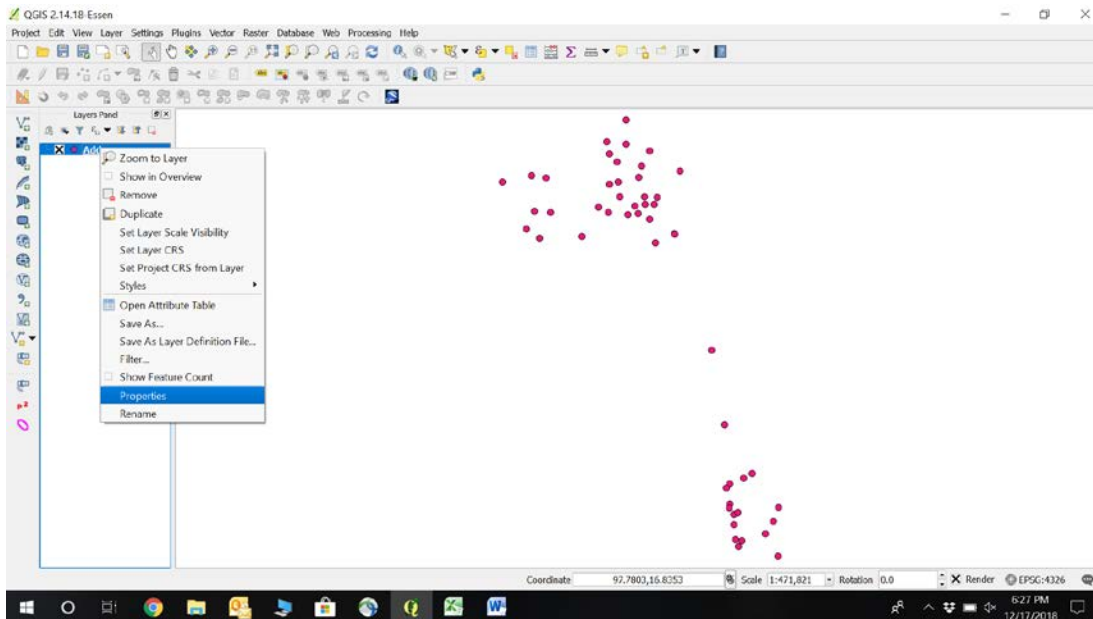 QGIS 2.14.18-Essen
Project Edit View Layer Settings Plugins Vector Raster Database Web Processing Help
Layers Panel
Zoom to Layer
Show in Overview
Remove
Duplicate
Set Layer Scale Visibility
Set Layer CRS
Set Project CRS from Layer
Styles
Open Attribute Table
Save As...
Save As Layer Definition File...
Filter...
Show Feature Count
Properties
Rename
Coordinate 97.7803,16.8353 Scale 1:471,821 Rotation 0.0 Render EPSG:4326
6:27 PM
12/17/2018